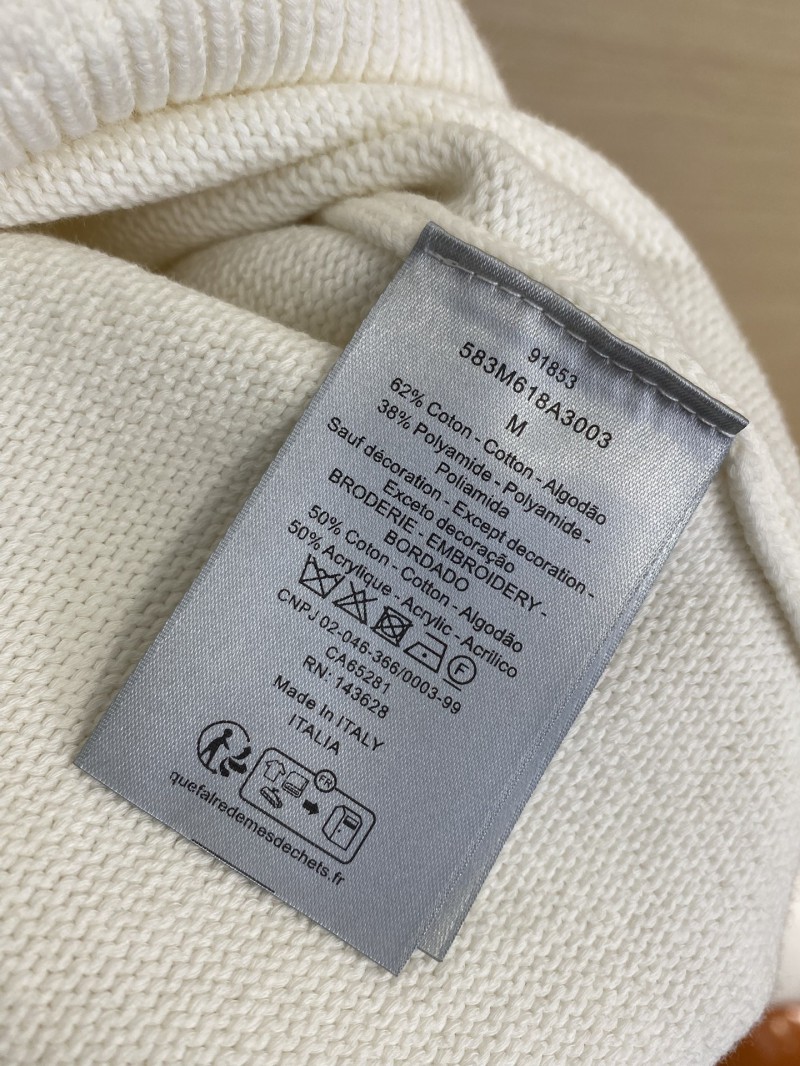 91853
583M618A3003
M
62% Coton - Cotton - Algodão
38% Polyamide - Polyamide -
Poliamida
Sauf décoration - Except decoration -
Exceto decoração
BRODERIE - EMBROIDERY -
BORDADO
50% Coton - Cotton - Algodão
50% Acrylique - Acrylic - Acrílico
F
CNPJ 02-046-366/0003-99
CA65281
RN: 143628
Made In ITALY
ITALIA
FR
quefairedemesdechets.fr